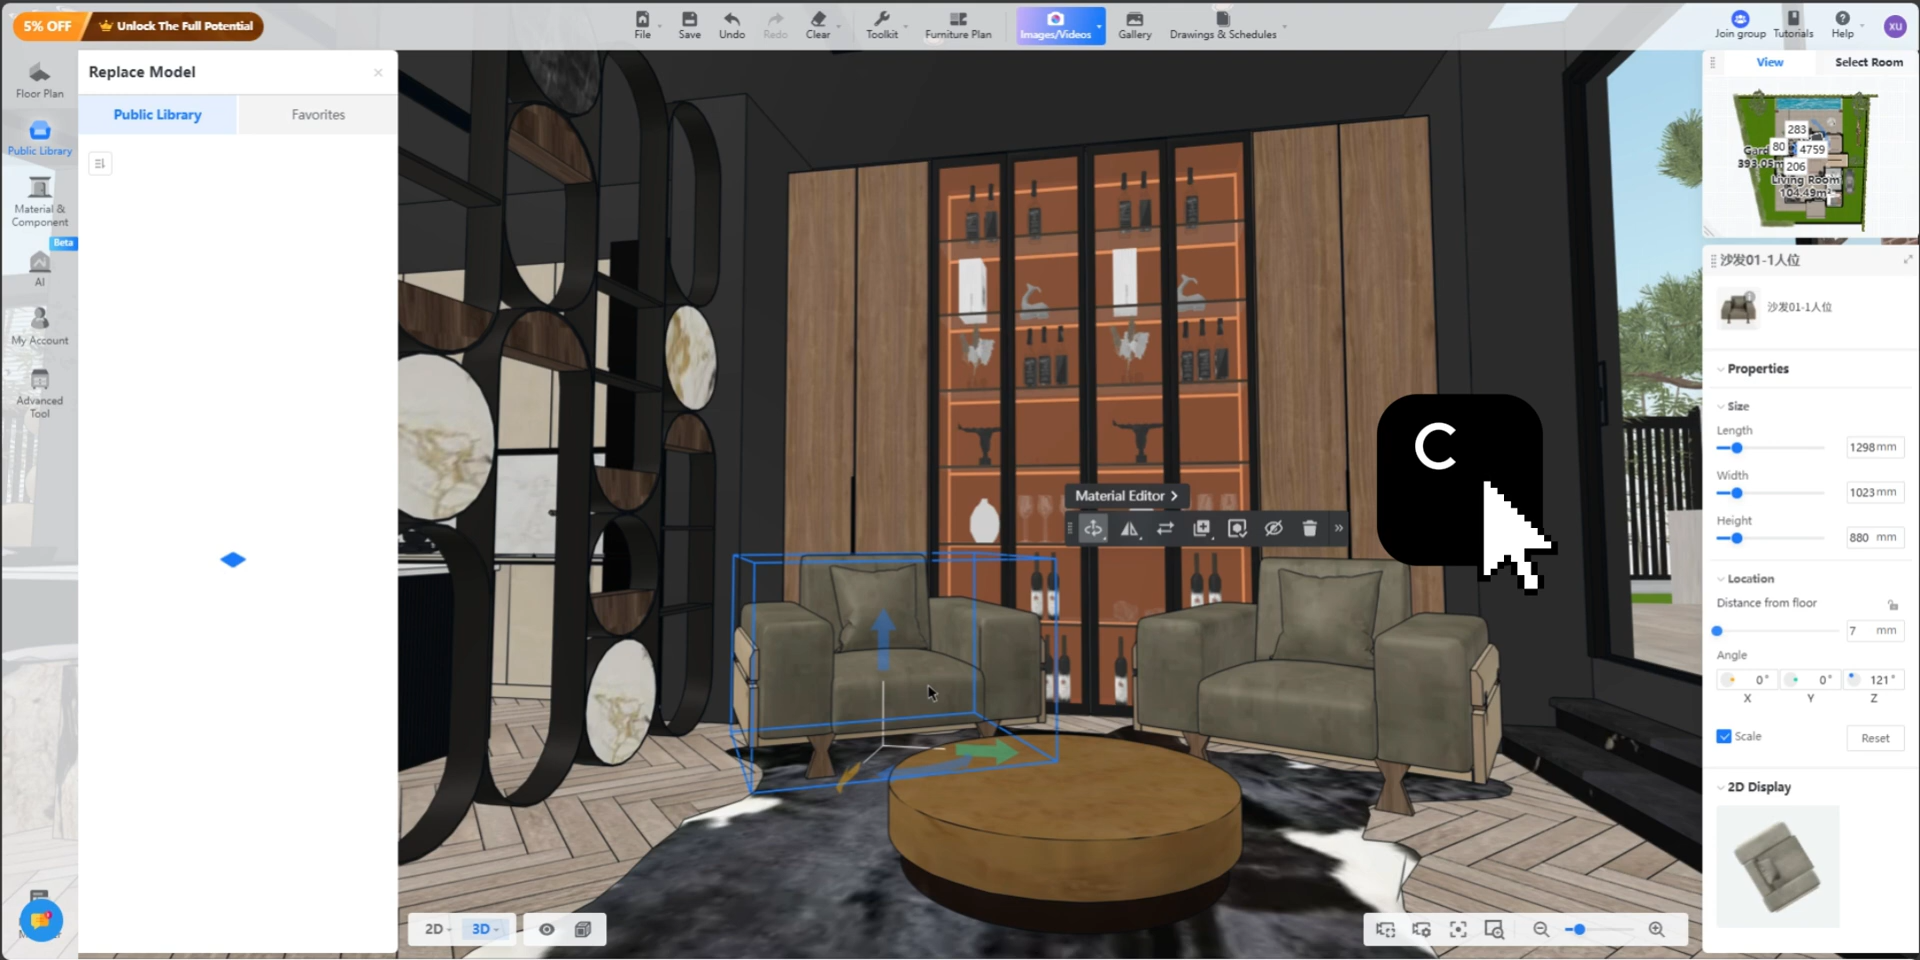 5% OFF
Unlock The Full Potential
File
Save
Undo
Redo
Clear
Toolkit
Furniture Plan
Images/Videos
Gallery
Drawings & Schedules
Join group
Tutorials
Help
XU
Floor Plan
Public Library
Material &
Component
Beta
AI
My Account
Advanced
Tool
Replace Model
Public Library
Favorites
Material Editor
C
2D
3D
View
Select Room
283
80
4759
206
Living Room
104.49m²
沙发01-1人位
沙发01-1人位
Properties
Size
Length
1298mm
Width
1023mm
Height
880 mm
Location
Distance from floor
7 mm
Angle
0° 0° 121°
X Y Z
Scale
Reset
2D Display